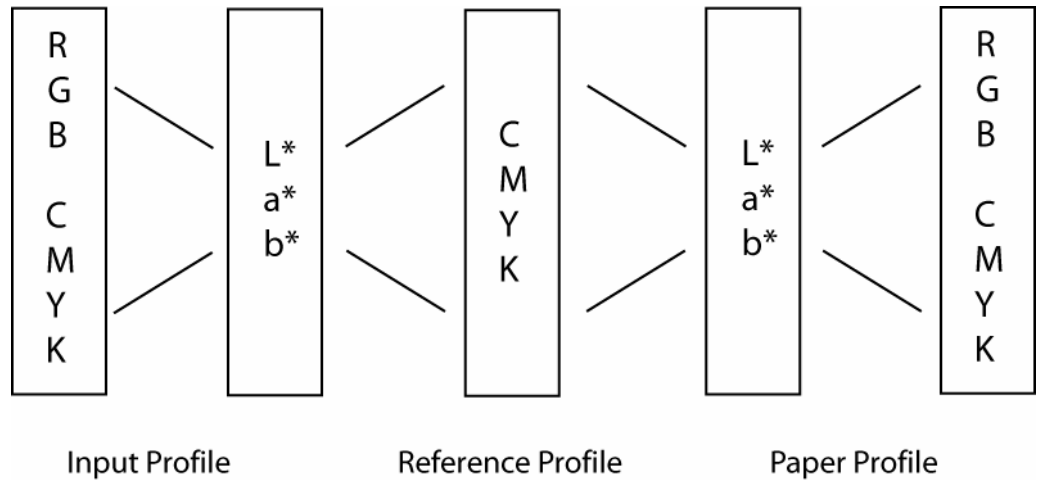 R
G
B
C
M
Y
K
L*
a*
b*
C
M
Y
K
L*
a*
b*
R
G
B
C
M
Y
K
Input Profile
Reference Profile
Paper Profile